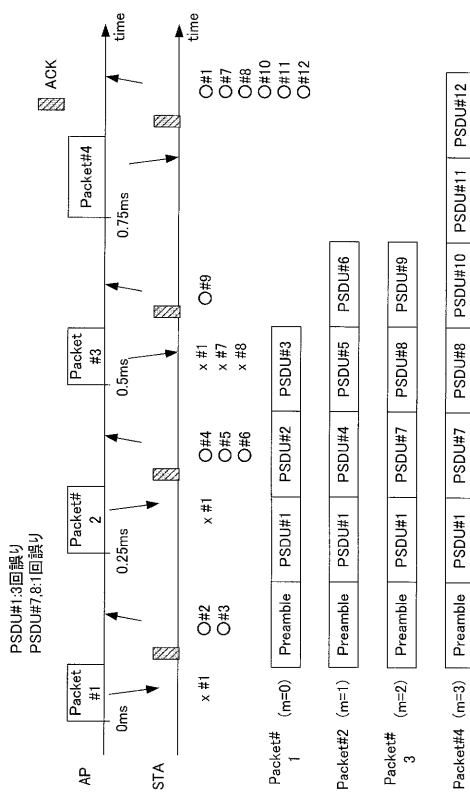 PSDU#1:3回誤り
PSDU#7,8:1回誤り
ACK
AP
Packet
#1
Packet#
2
Packet
#3
Packet#4
time
0ms
0.25ms
0.5ms
0.75ms
STA
time
x #1
○#2
○#3
x #1
○#4
○#5
○#6
x #1
x #7
x #8
○#9
○#1
○#7
○#8
○#10
○#11
○#12
Packet#
1
(m=0)
Preamble
PSDU#1
PSDU#2
PSDU#3
Packet#2
(m=1)
Preamble
PSDU#1
PSDU#4
PSDU#5
PSDU#6
Packet#
3
(m=2)
Preamble
PSDU#1
PSDU#7
PSDU#8
PSDU#9
Packet#4
(m=3)
Preamble
PSDU#1
PSDU#7
PSDU#8
PSDU#10
PSDU#11
PSDU#12